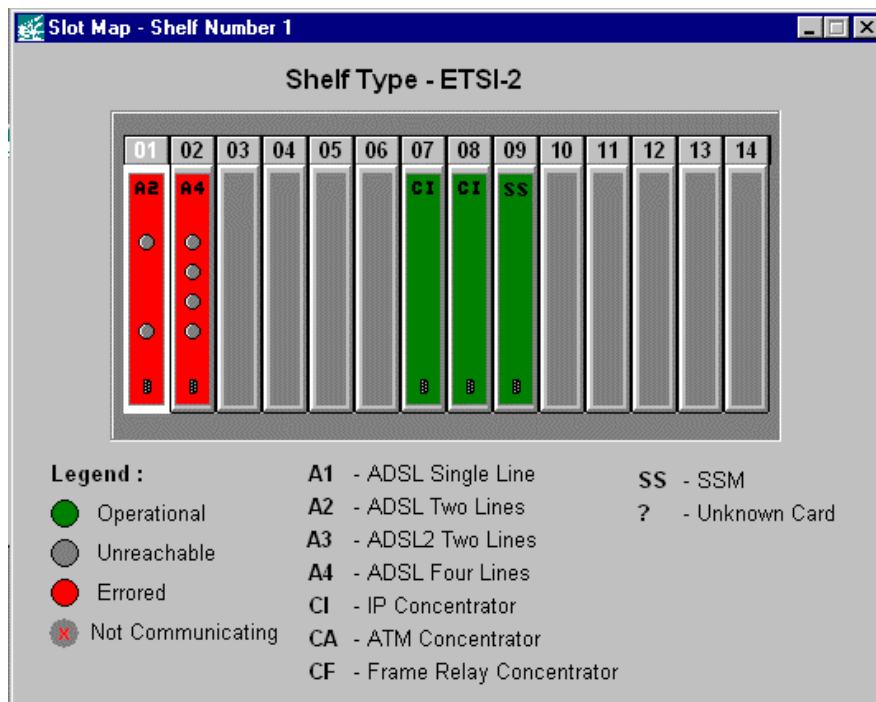 Slot Map - Shelf Number 1
Shelf Type - ETSI-2
01 02 03 04 05 06 07 08 09 10 11 12 13 14
A2 A4 CI CI SS
Legend :
Operational
Unreachable
Errored
X Not Communicating
A1 - ADSL Single Line
A2 - ADSL Two Lines
A3 - ADSL2 Two Lines
A4 - ADSL Four Lines
CI - IP Concentrator
CA - ATM Concentrator
CF - Frame Relay Concentrator
SS - SSM
? - Unknown Card